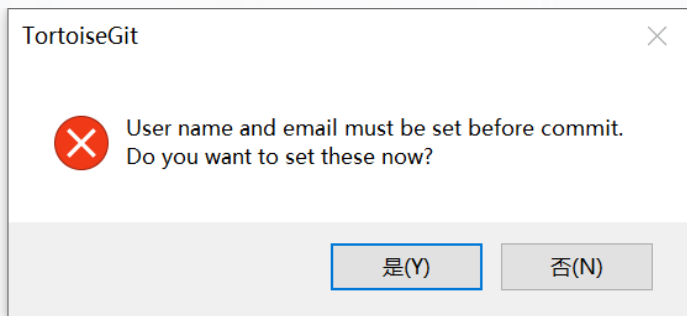 TortoiseGit
User name and email must be set before commit.
Do you want to set these now?
是(Y)
否(N)